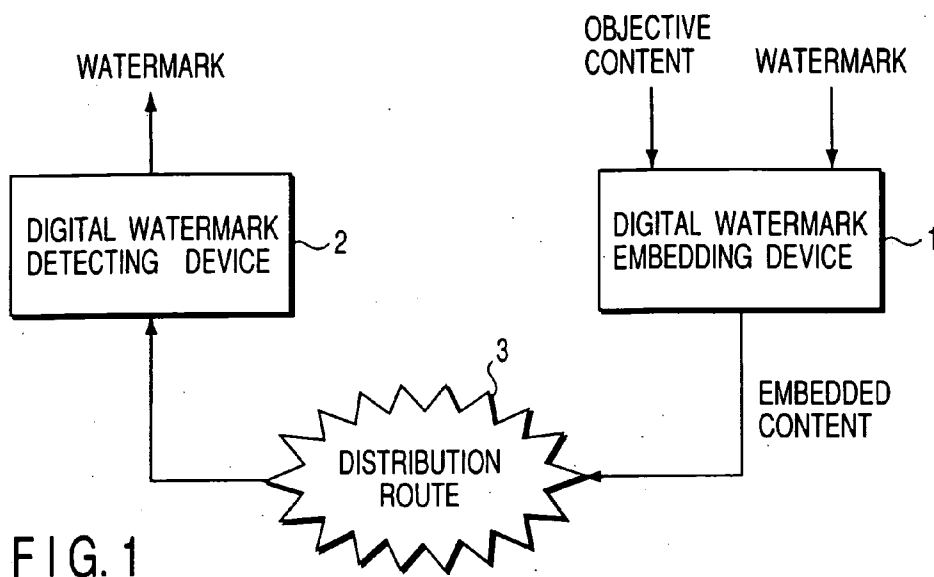 OBJECTIVE
CONTENT
WATERMARK
WATERMARK
DIGITAL WATERMARK
DETECTING DEVICE
2
DIGITAL WATERMARK
EMBEDDING DEVICE
1
3
EMBEDDED
CONTENT
DISTRIBUTION
ROUTE
FIG. 1